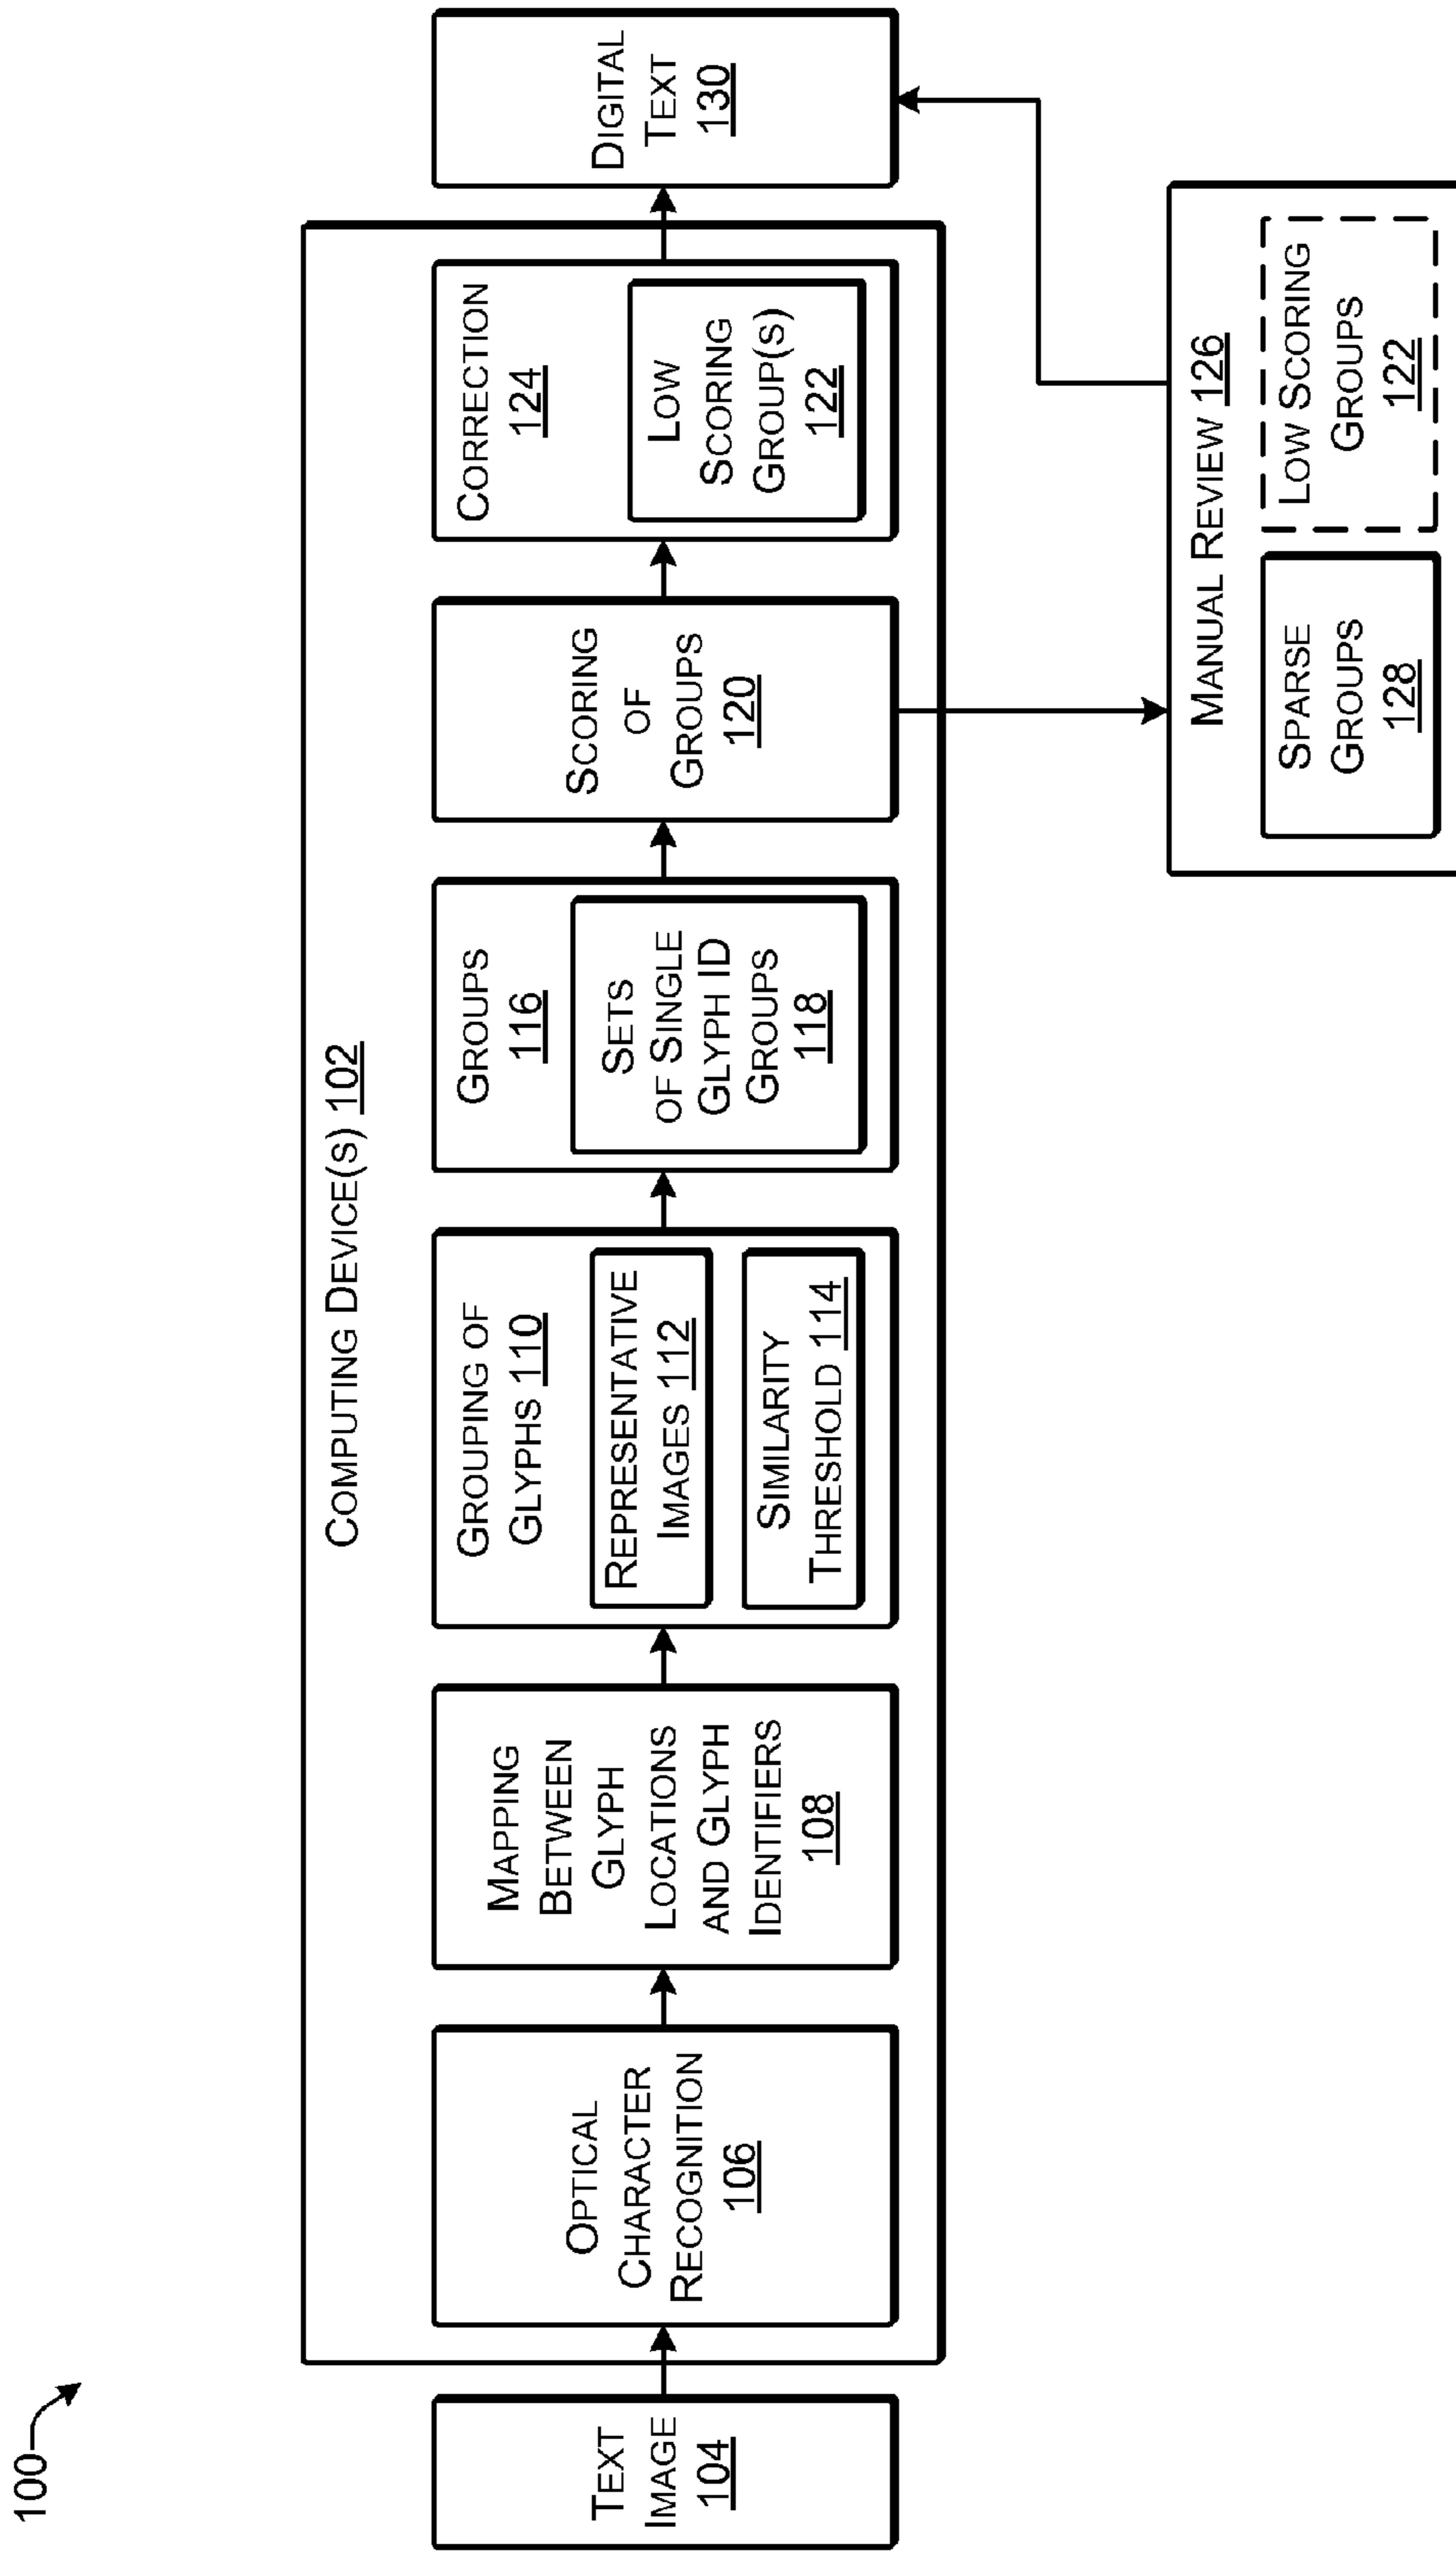 100
COMPUTING DEVICE(S) 102
TEXT
IMAGE
104
OPTICAL
CHARACTER
RECOGNITION
106
MAPPING
BETWEEN
GLYPH
LOCATIONS
AND GLYPH
IDENTIFIERS
108
GROUPING OF
GLYPHS 110
REPRESENTATIVE
IMAGES 112
SIMILARITY
THRESHOLD 114
GROUPS
116
SETS
OF SINGLE
GLYPH ID
GROUPS
118
SCORING
OF
GROUPS
120
CORRECTION
124
LOW
SCORING
GROUP(S)
122
DIGITAL
TEXT
130
MANUAL REVIEW 126
SPARSE
GROUPS
128
LOW SCORING
GROUPS
122